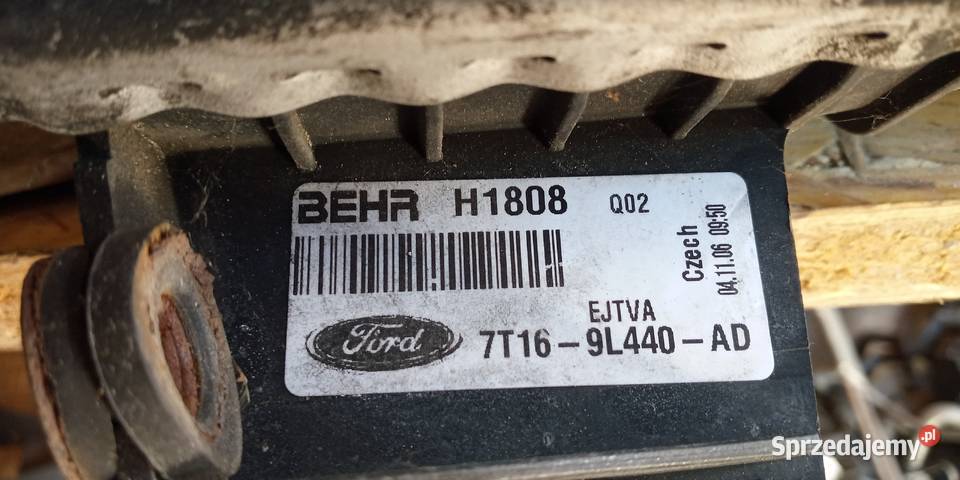 BEHR H1808 Q02
Czech
04.11.06 09:50
EJTVA
Ford 7T16-9L440-AD
Sprzedajemy.pl